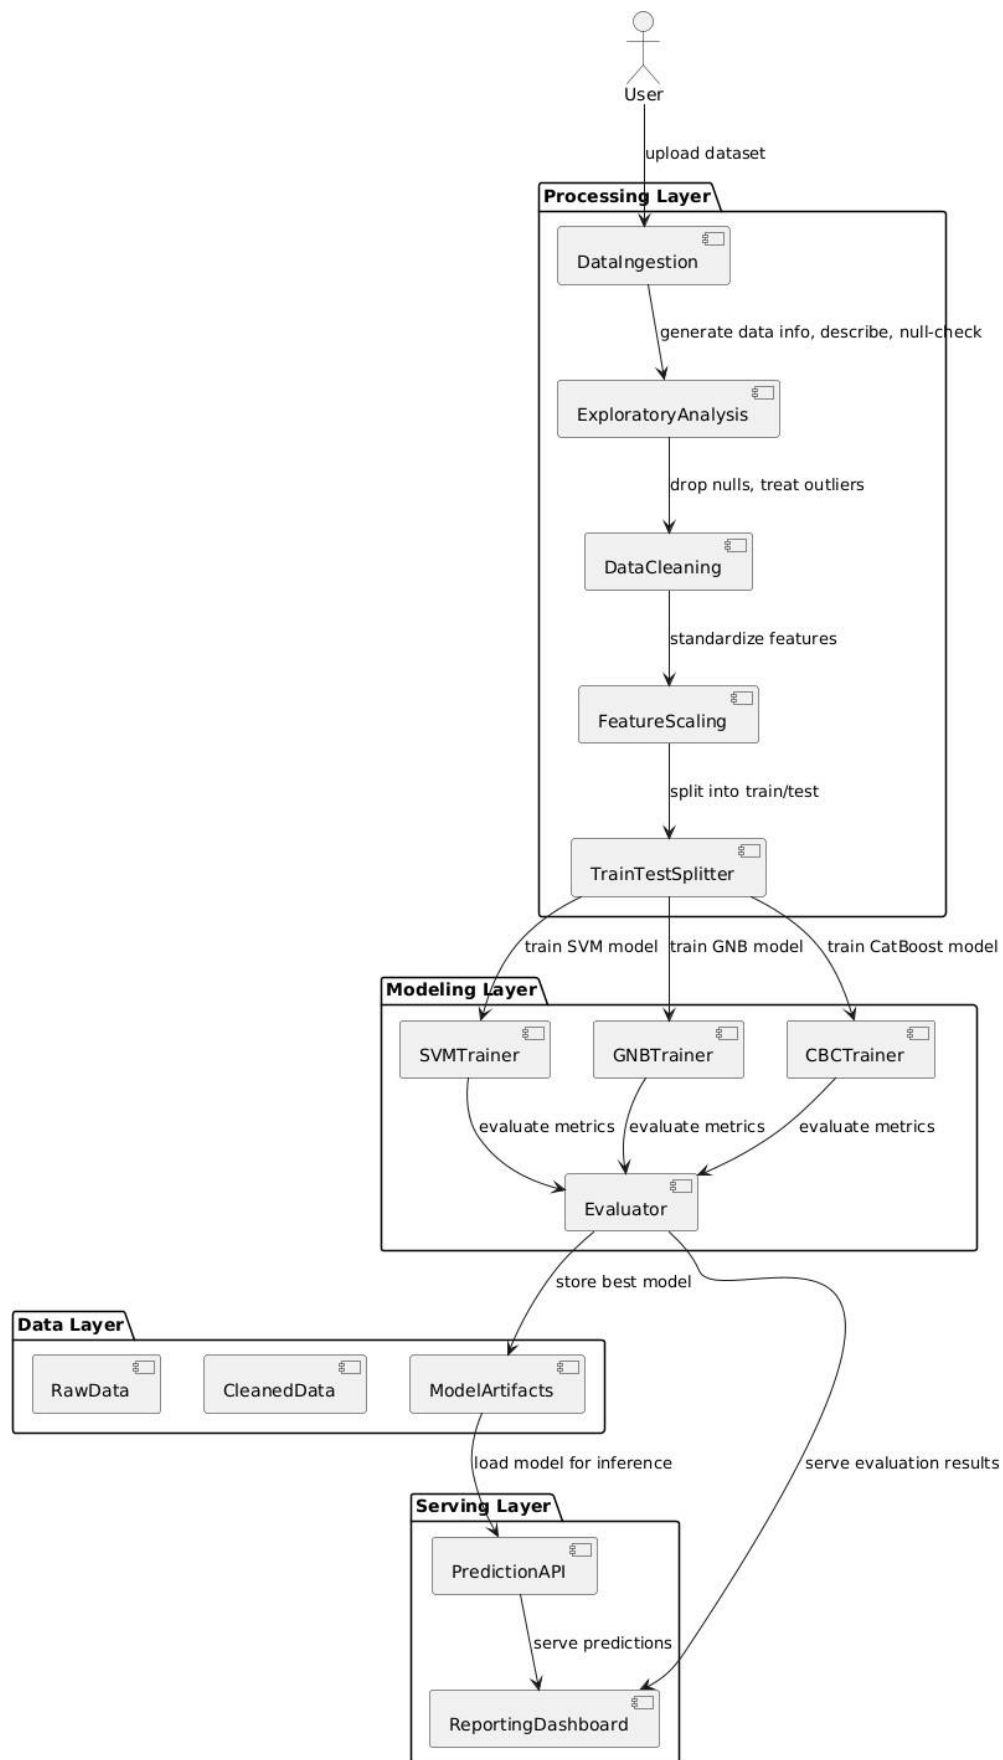 User
upload dataset
Processing Layer
DataIngestion
generate data info, describe, null-check
ExploratoryAnalysis
drop nulls, treat outliers
DataCleaning
standardize features
FeatureScaling
split into train/test
TrainTestSplitter
train SVM model
train GNB model
train CatBoost model
Modeling Layer
SVMTrainer
GNBTrainer
CBCTrainer
evaluate metrics
evaluate metrics
evaluate metrics
Evaluator
store best model
Data Layer
RawData
CleanedData
ModelArtifacts
load model for inference
serve evaluation results
Serving Layer
PredictionAPI
serve predictions
ReportingDashboard